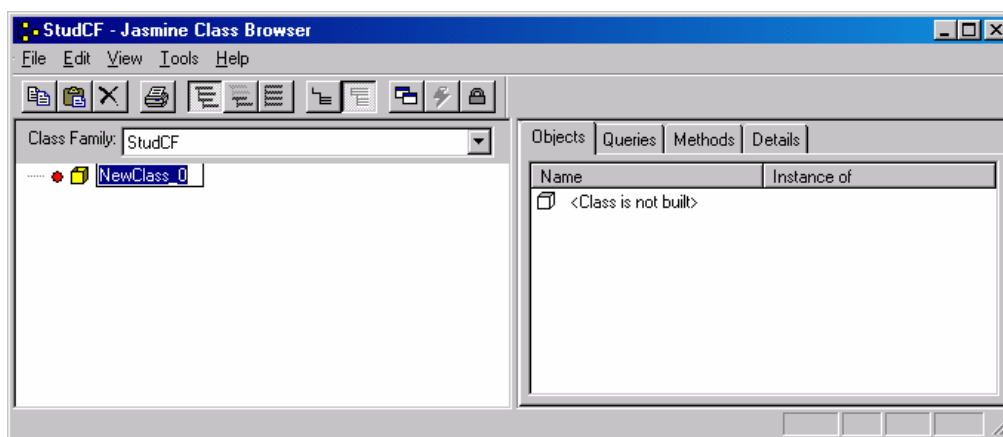 StudCF - Jasmine Class Browser
File Edit View Tools Help
Class Family: StudCF
NewClass_0
Objects Queries Methods Details
Name Instance of
<Class is not built>